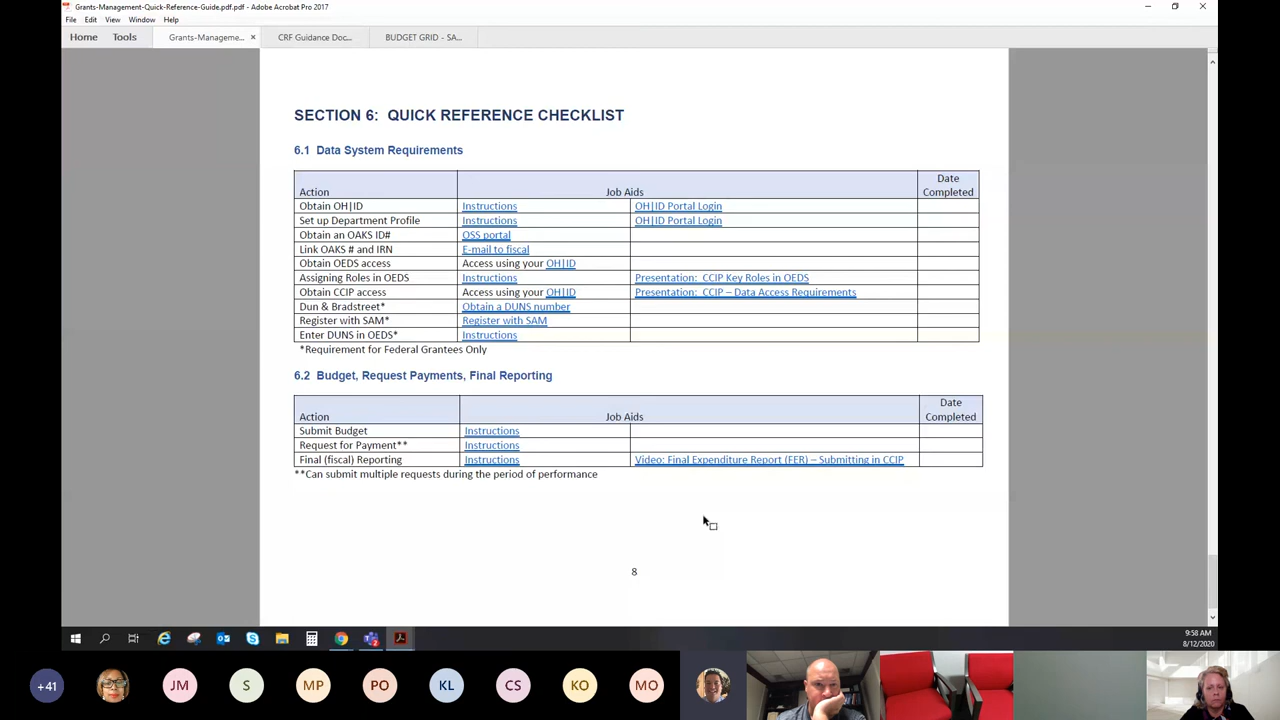 Grants-Management-Quick-Reference-Guide.pdf.pdf - Adobe Acrobat Pro 2017
File Edit View Window Help
Home Tools Grants-Manageme... × CRF Guidance Doc... BUDGET GRID - SA...
SECTION 6: QUICK REFERENCE CHECKLIST
6.1 Data System Requirements
Action Job Aids Date Completed
Obtain OH|ID Instructions OH|ID Portal Login
Set up Department Profile Instructions OH|ID Portal Login
Obtain an OAKS ID# OSS portal
Link OAKS # and IRN E-mail to fiscal
Obtain OEDS access Access using your OH|ID
Assigning Roles in OEDS Instructions Presentation: CCIP Key Roles in OEDS
Obtain CCIP access Access using your OH|ID Presentation: CCIP – Data Access Requirements
Dun & Bradstreet* Obtain a DUNS number
Register with SAM* Register with SAM
Enter DUNS in OEDS* Instructions
*Requirement for Federal Grantees Only
6.2 Budget, Request Payments, Final Reporting
Action Job Aids Date Completed
Submit Budget Instructions
Request for Payment** Instructions
Final (fiscal) Reporting Instructions Video: Final Expenditure Report (FER) – Submitting in CCIP
**Can submit multiple requests during the period of performance
8
9:58 AM
8/12/2020
+41 JM S MP PO KL CS KO MO